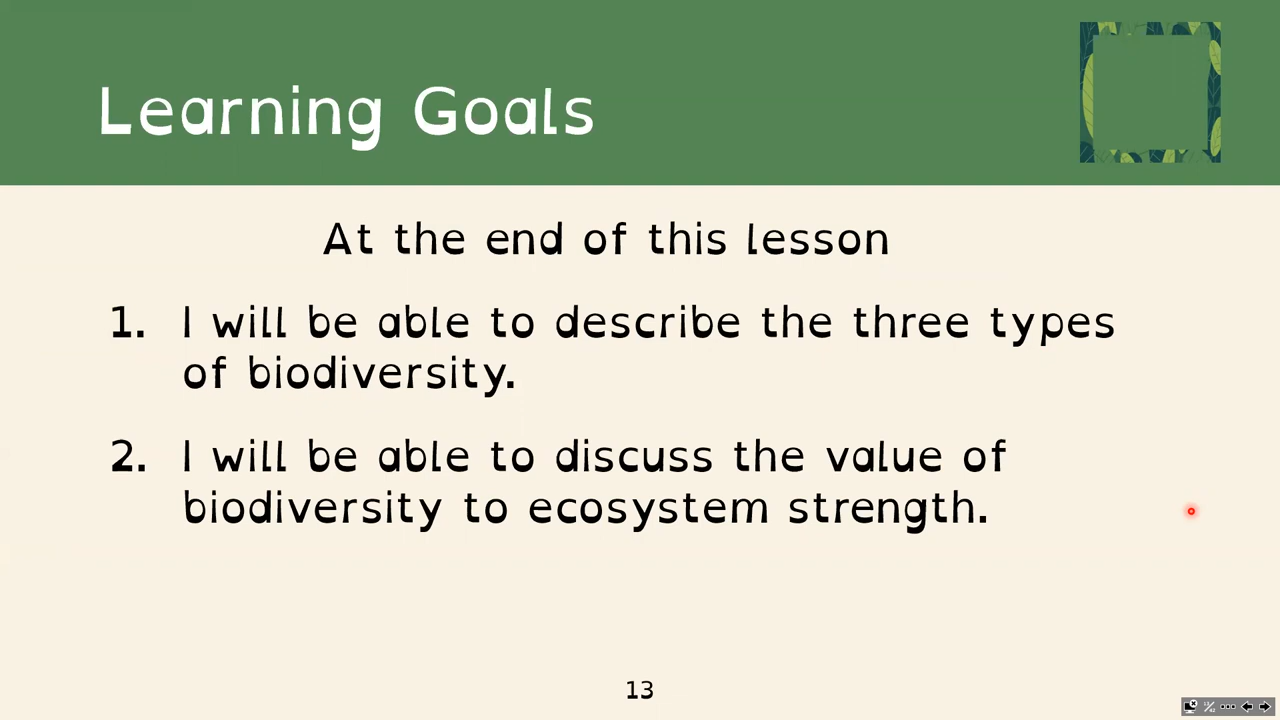 Learning Goals
At the end of this lesson
1. I will be able to describe the three types
of biodiversity.
2. I will be able to discuss the value of
biodiversity to ecosystem strength.
13